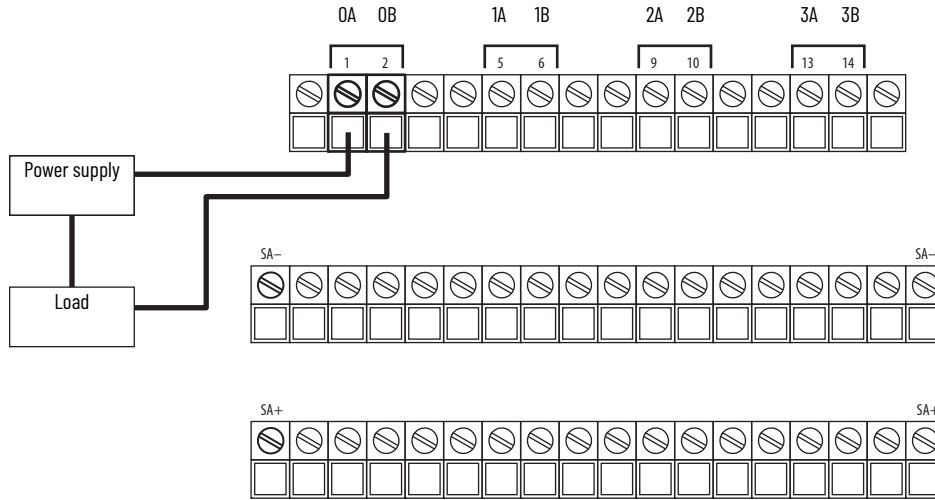 0A 0B 1A 1B 2A 2B 3A 3B
1 2 5 6 9 10 13 14
Power supply
SA– SA–
Load
SA+ SA+